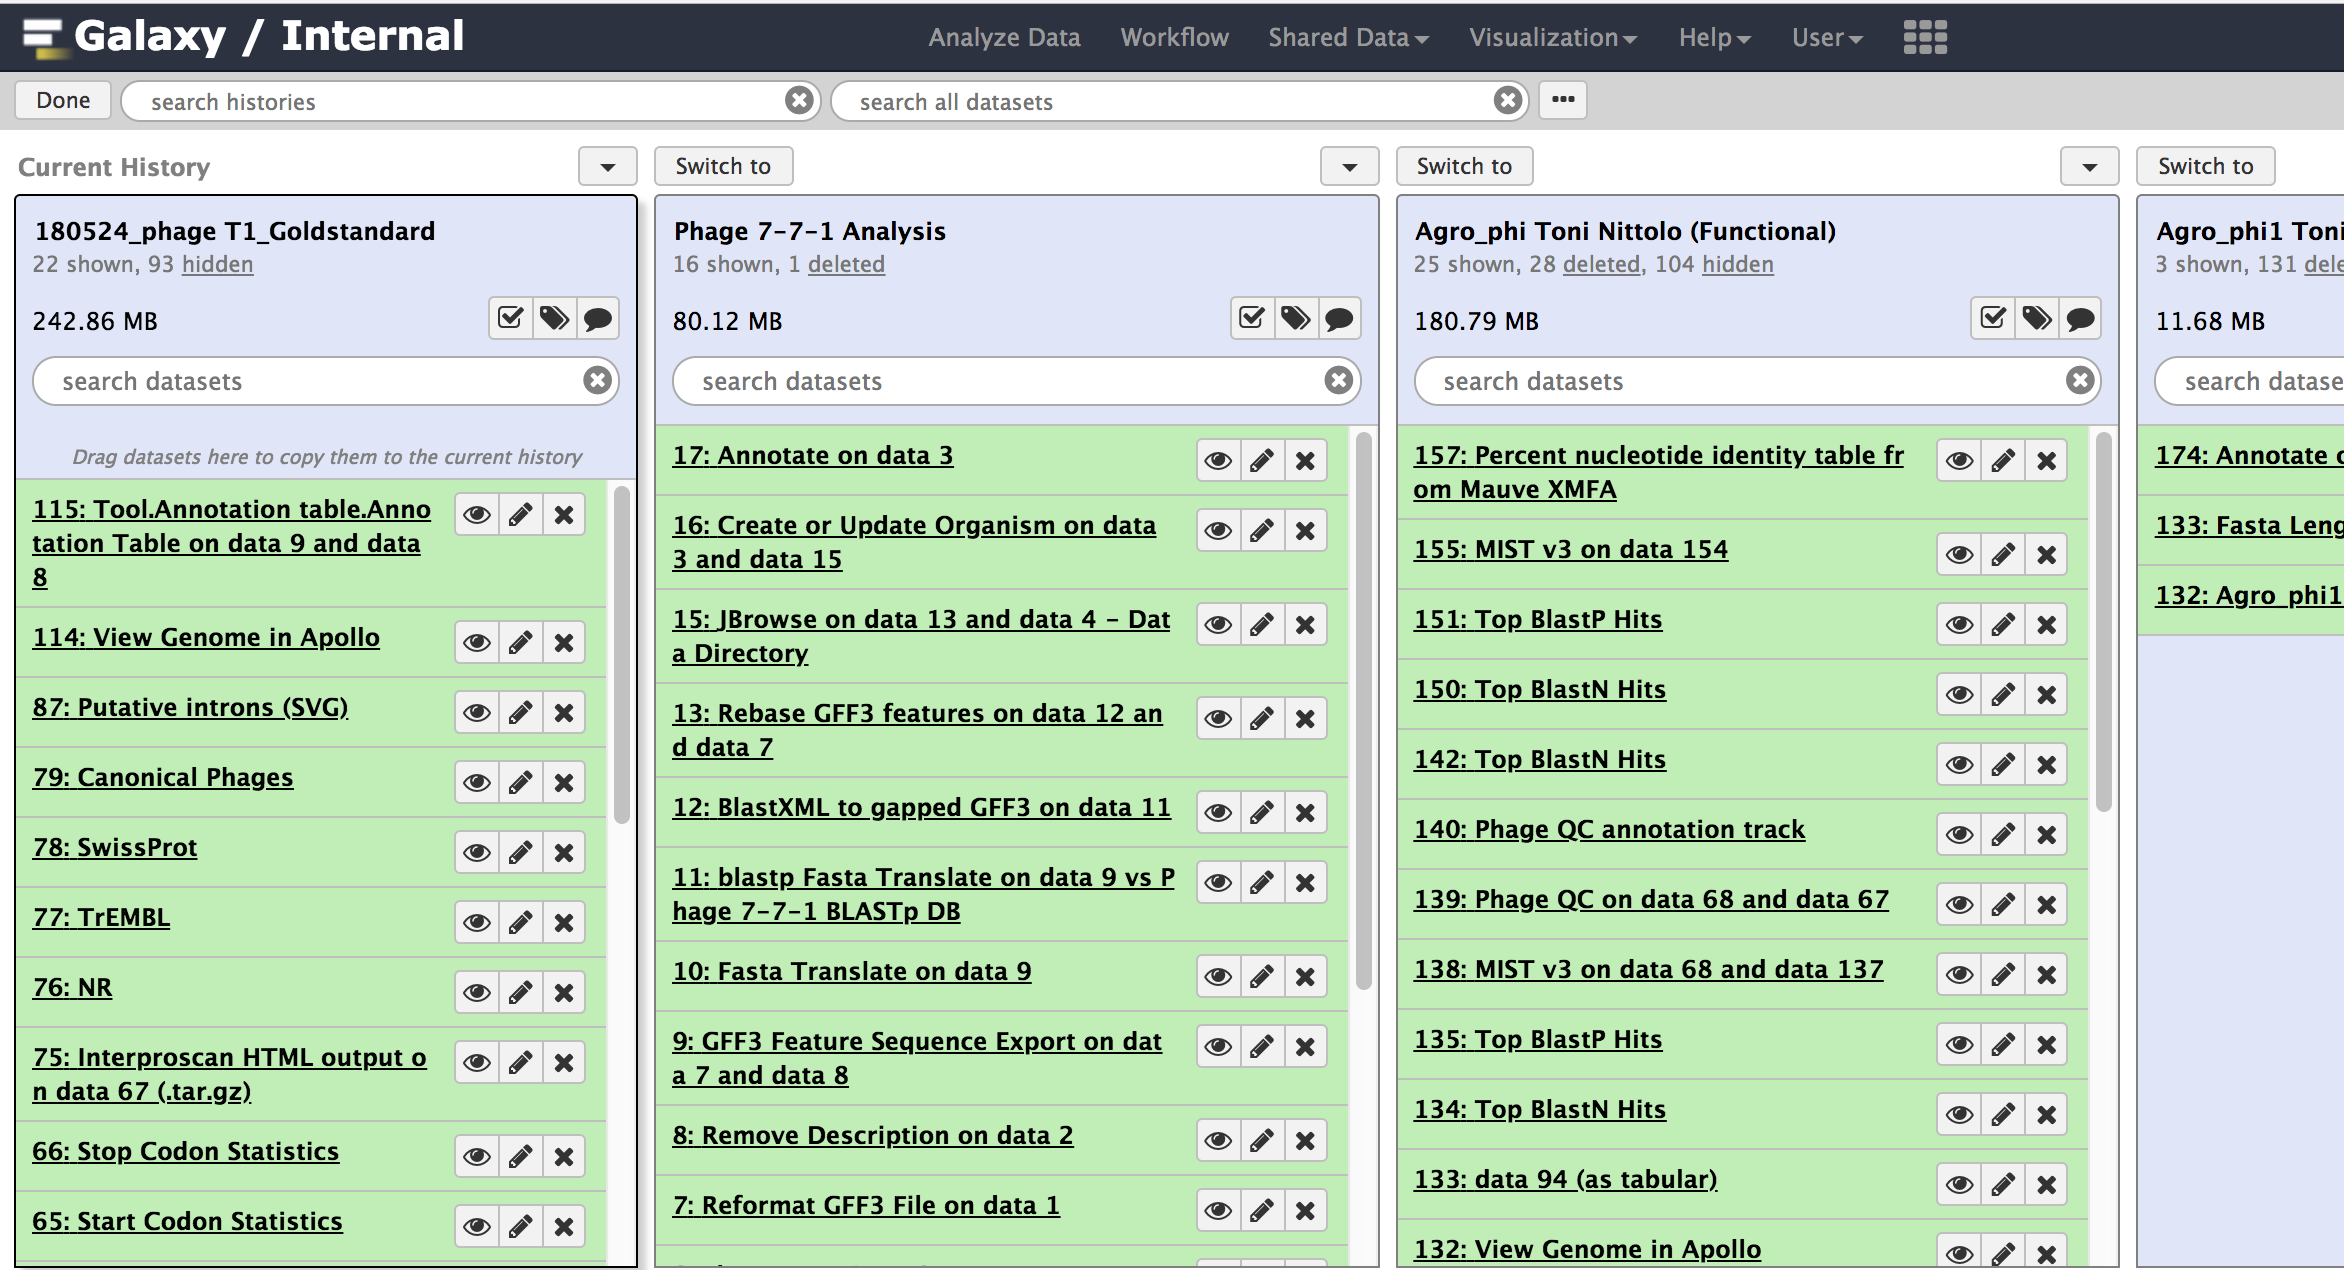 Galaxy / Internal
Analyze Data
Workflow
Shared Data
Visualization
Help
User
Done
search histories
search all datasets
Current History
180524_phage T1_Goldstandard
22 shown, 93 hidden
242.86 MB
search datasets
Drag datasets here to copy them to the current history
115: Tool.Annotation table.Anno
tation Table on data 9 and data
8
114: View Genome in Apollo
87: Putative introns (SVG)
79: Canonical Phages
78: SwissProt
77: TrEMBL
76: NR
75: Interproscan HTML output o
n data 67 (.tar.gz)
66: Stop Codon Statistics
65: Start Codon Statistics
Switch to
Phage 7-7-1 Analysis
16 shown, 1 deleted
80.12 MB
search datasets
17: Annotate on data 3
16: Create or Update Organism on data
3 and data 15
15: JBrowse on data 13 and data 4 - Dat
a Directory
13: Rebase GFF3 features on data 12 an
d data 7
12: BlastXML to gapped GFF3 on data 11
11: blastp Fasta Translate on data 9 vs P
hage 7-7-1 BLASTp DB
10: Fasta Translate on data 9
9: GFF3 Feature Sequence Export on dat
a 7 and data 8
8: Remove Description on data 2
7: Reformat GFF3 File on data 1
Switch to
Agro_phi Toni Nittolo (Functional)
25 shown, 28 deleted, 104 hidden
180.79 MB
search datasets
157: Percent nucleotide identity table fr
om Mauve XMFA
155: MIST v3 on data 154
151: Top BlastP Hits
150: Top BlastN Hits
142: Top BlastN Hits
140: Phage QC annotation track
139: Phage QC on data 68 and data 67
138: MIST v3 on data 68 and data 137
135: Top BlastP Hits
134: Top BlastN Hits
133: data 94 (as tabular)
132: View Genome in Apollo
Switch to
Agro_phi1 Toni
3 shown, 131 dele
11.68 MB
search datase
174: Annotate
133: Fasta Leng
132: Agro_phi1